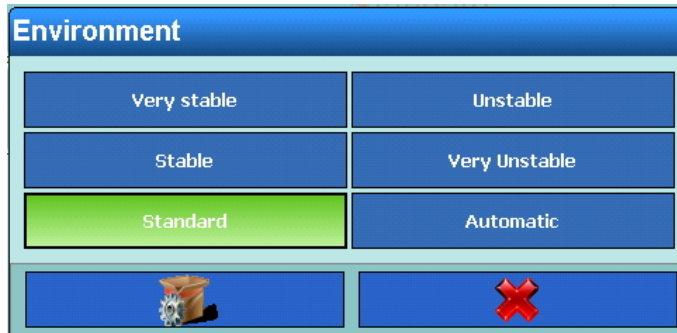 Environment
Very stable
Unstable
Stable
Very Unstable
Standard
Automatic